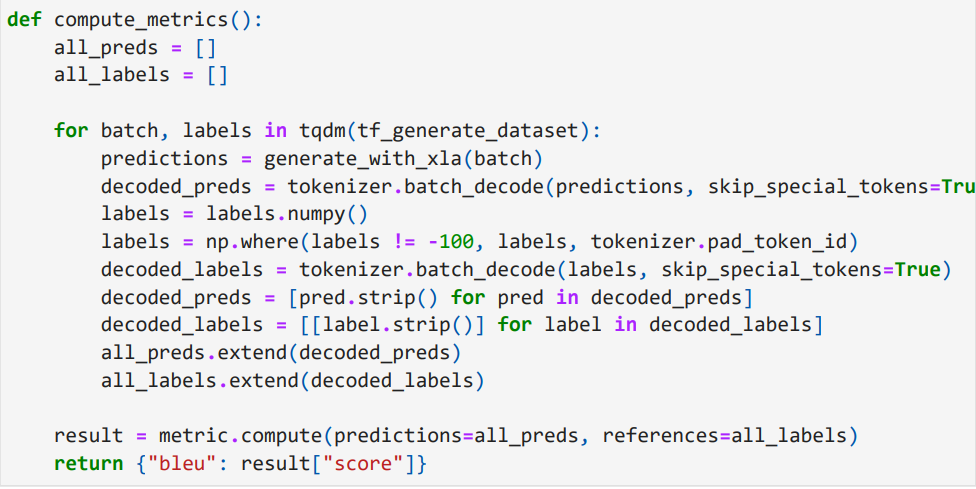 def compute_metrics():
    all_preds = []
    all_labels = []

    for batch, labels in tqdm(tf_generate_dataset):
        predictions = generate_with_xla(batch)
        decoded_preds = tokenizer.batch_decode(predictions, skip_special_tokens=Tru
        labels = labels.numpy()
        labels = np.where(labels != -100, labels, tokenizer.pad_token_id)
        decoded_labels = tokenizer.batch_decode(labels, skip_special_tokens=True)
        decoded_preds = [pred.strip() for pred in decoded_preds]
        decoded_labels = [[label.strip()] for label in decoded_labels]
        all_preds.extend(decoded_preds)
        all_labels.extend(decoded_labels)

    result = metric.compute(predictions=all_preds, references=all_labels)
    return {"bleu": result["score"]}